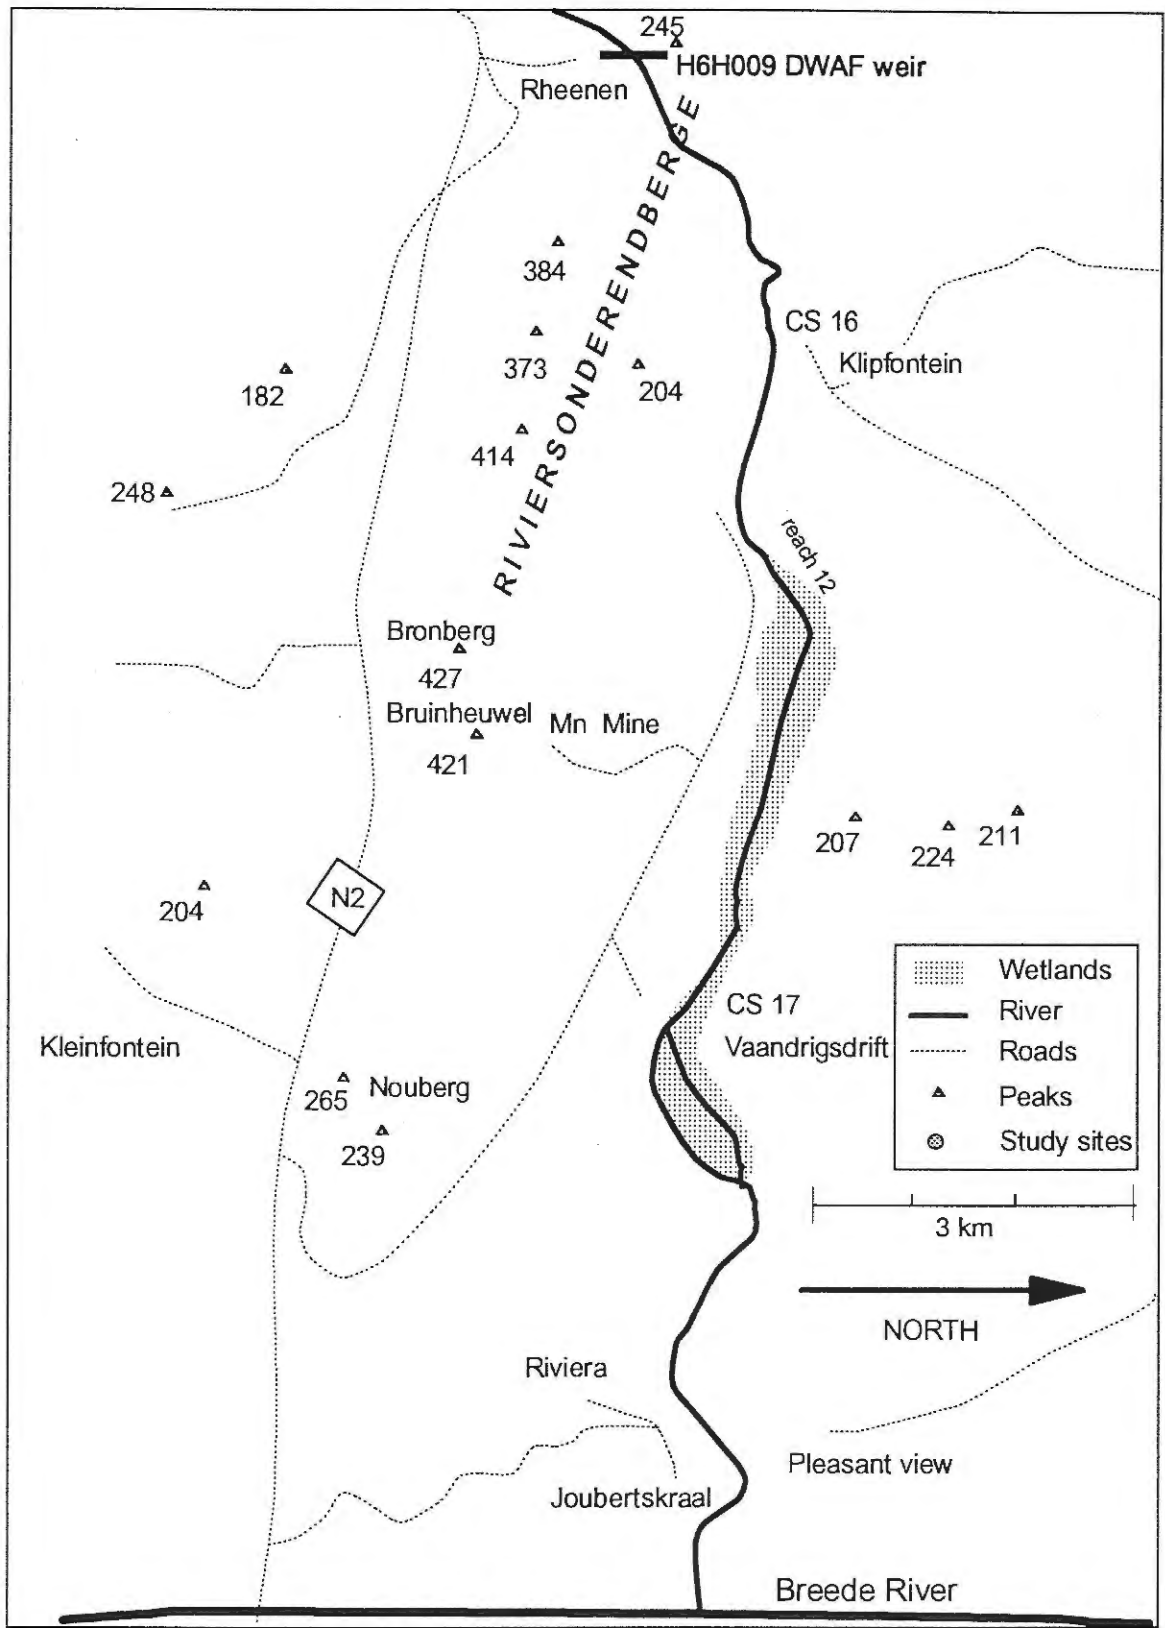 245
H6H009 DWAF weir
Rheenen
RIVIERSONDERENDBERGE
384
CS 16
373
204
Klipfontein
182
414
248
reach 12
Bronberg
427
Bruinheuwel
Mn Mine
421
207
224
211
204
N2
Wetlands
CS 17
River
Kleinfontein
Vaandrigsdrift
Roads
265
Nouberg
Peaks
239
Study sites
3 km
NORTH
Riviera
Pleasant view
Joubertskraal
Breede River